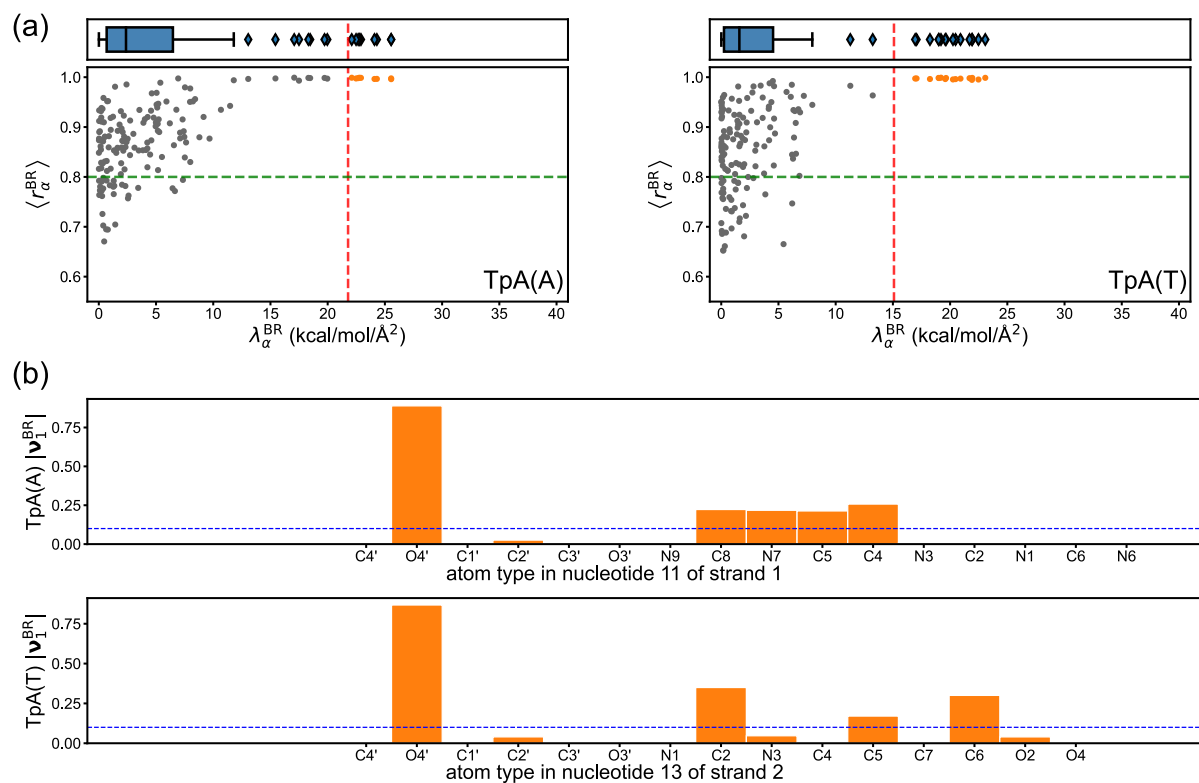 (a)
1.0
0.9
0.8
0.7
0.6
⟨r_α^BR⟩
TpA(A)
0 5 10 15 20 25 30 35 40
λ_α^BR (kcal/mol/Å²)
1.0
0.9
0.8
0.7
0.6
⟨r_α^BR⟩
TpA(T)
0 5 10 15 20 25 30 35 40
λ_α^BR (kcal/mol/Å²)
(b)
TpA(A) |ν_1^BR|
0.75
0.50
0.25
0.00
C4' O4' C1' C2' C3' O3' N9 C8 N7 C5 C4 N3 C2 N1 C6 N6
atom type in nucleotide 11 of strand 1
TpA(T) |ν_1^BR|
0.75
0.50
0.25
0.00
C4' O4' C1' C2' C3' O3' N1 C2 N3 C4 C5 C7 C6 O2 O4
atom type in nucleotide 13 of strand 2